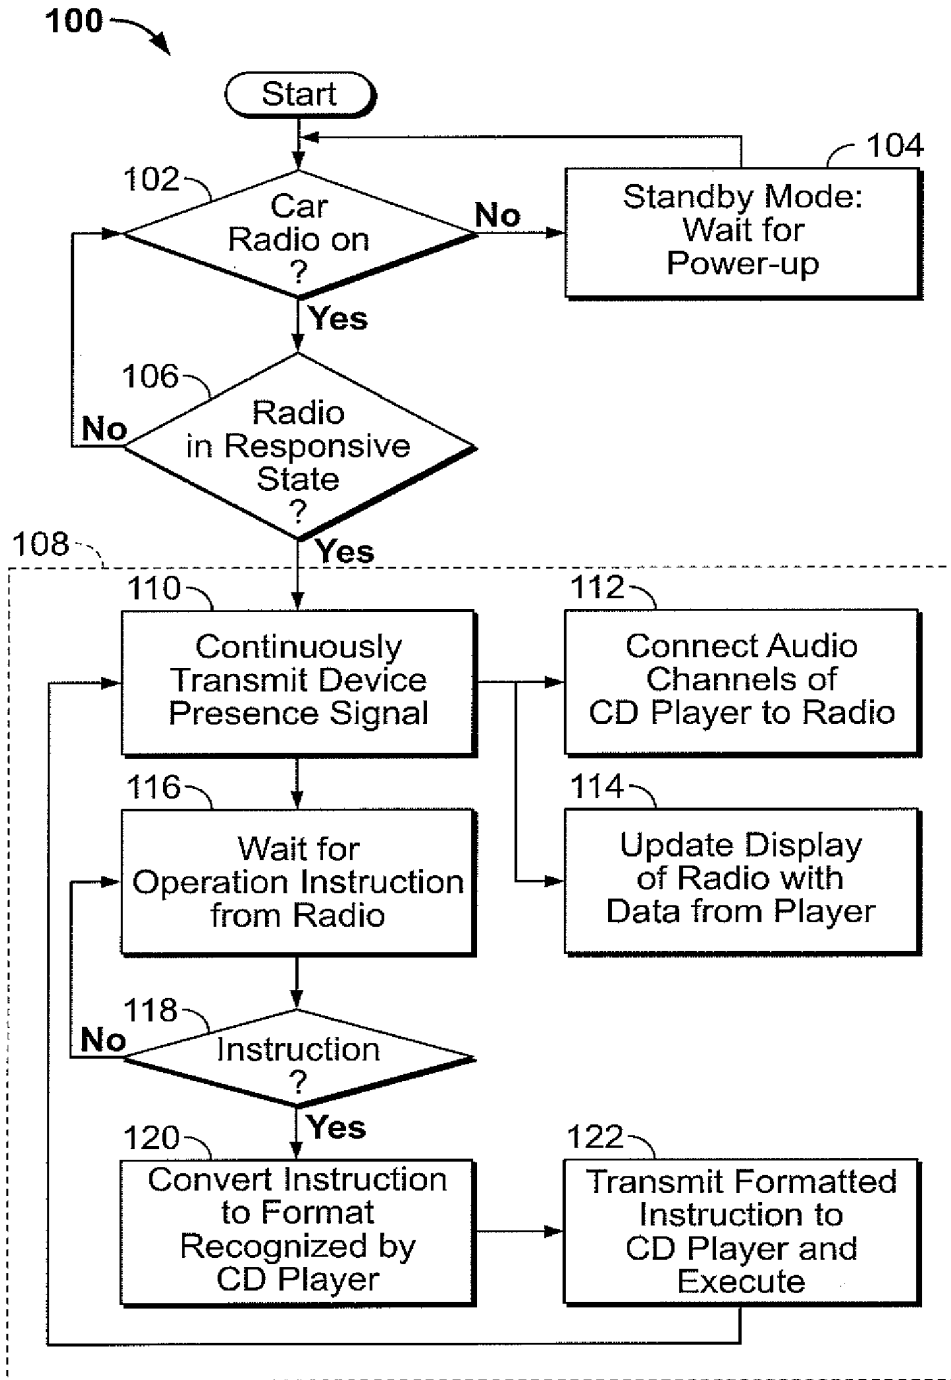 100
Start
102
Car
Radio on
?
No
104
Standby Mode:
Wait for
Power-up
Yes
106
Radio
in Responsive
State
?
No
Yes
108
110
Continuously
Transmit Device
Presence Signal
112
Connect Audio
Channels of
CD Player to Radio
114
Update Display
of Radio with
Data from Player
116
Wait for
Operation Instruction
from Radio
118
Instruction
?
No
Yes
120
Convert Instruction
to Format
Recognized by
CD Player
122
Transmit Formatted
Instruction to
CD Player and
Execute